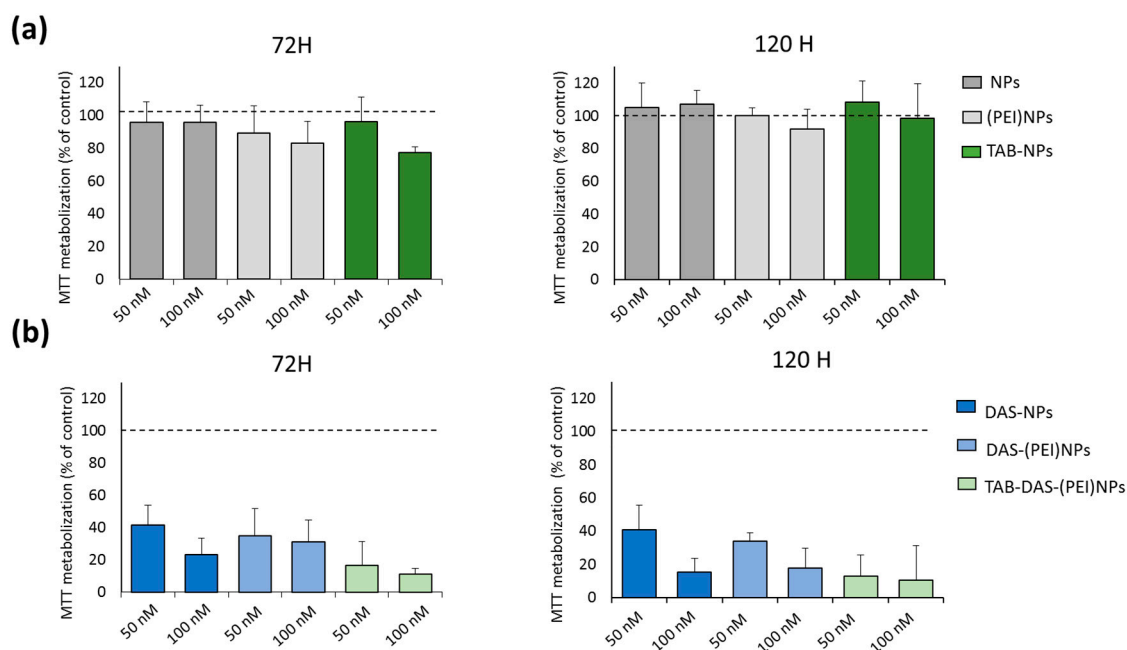 (a)
72H
MTT metabolization (% of control)
120
100
80
60
40
20
0
50 nM
100 nM
50 nM
100 nM
50 nM
100 nM
120 H
MTT metabolization (% of control)
120
100
80
60
40
20
0
50 nM
100 nM
50 nM
100 nM
50 nM
100 nM
NPs
(PEI)NPs
TAB-NPs
(b)
72H
MTT metabolization (% of control)
120
100
80
60
40
20
0
50 nM
100 nM
50 nM
100 nM
50 nM
100 nM
120 H
MTT metabolization (% of control)
120
100
80
60
40
20
0
50 nM
100 nM
50 nM
100 nM
50 nM
100 nM
DAS-NPs
DAS-(PEI)NPs
TAB-DAS-(PEI)NPs